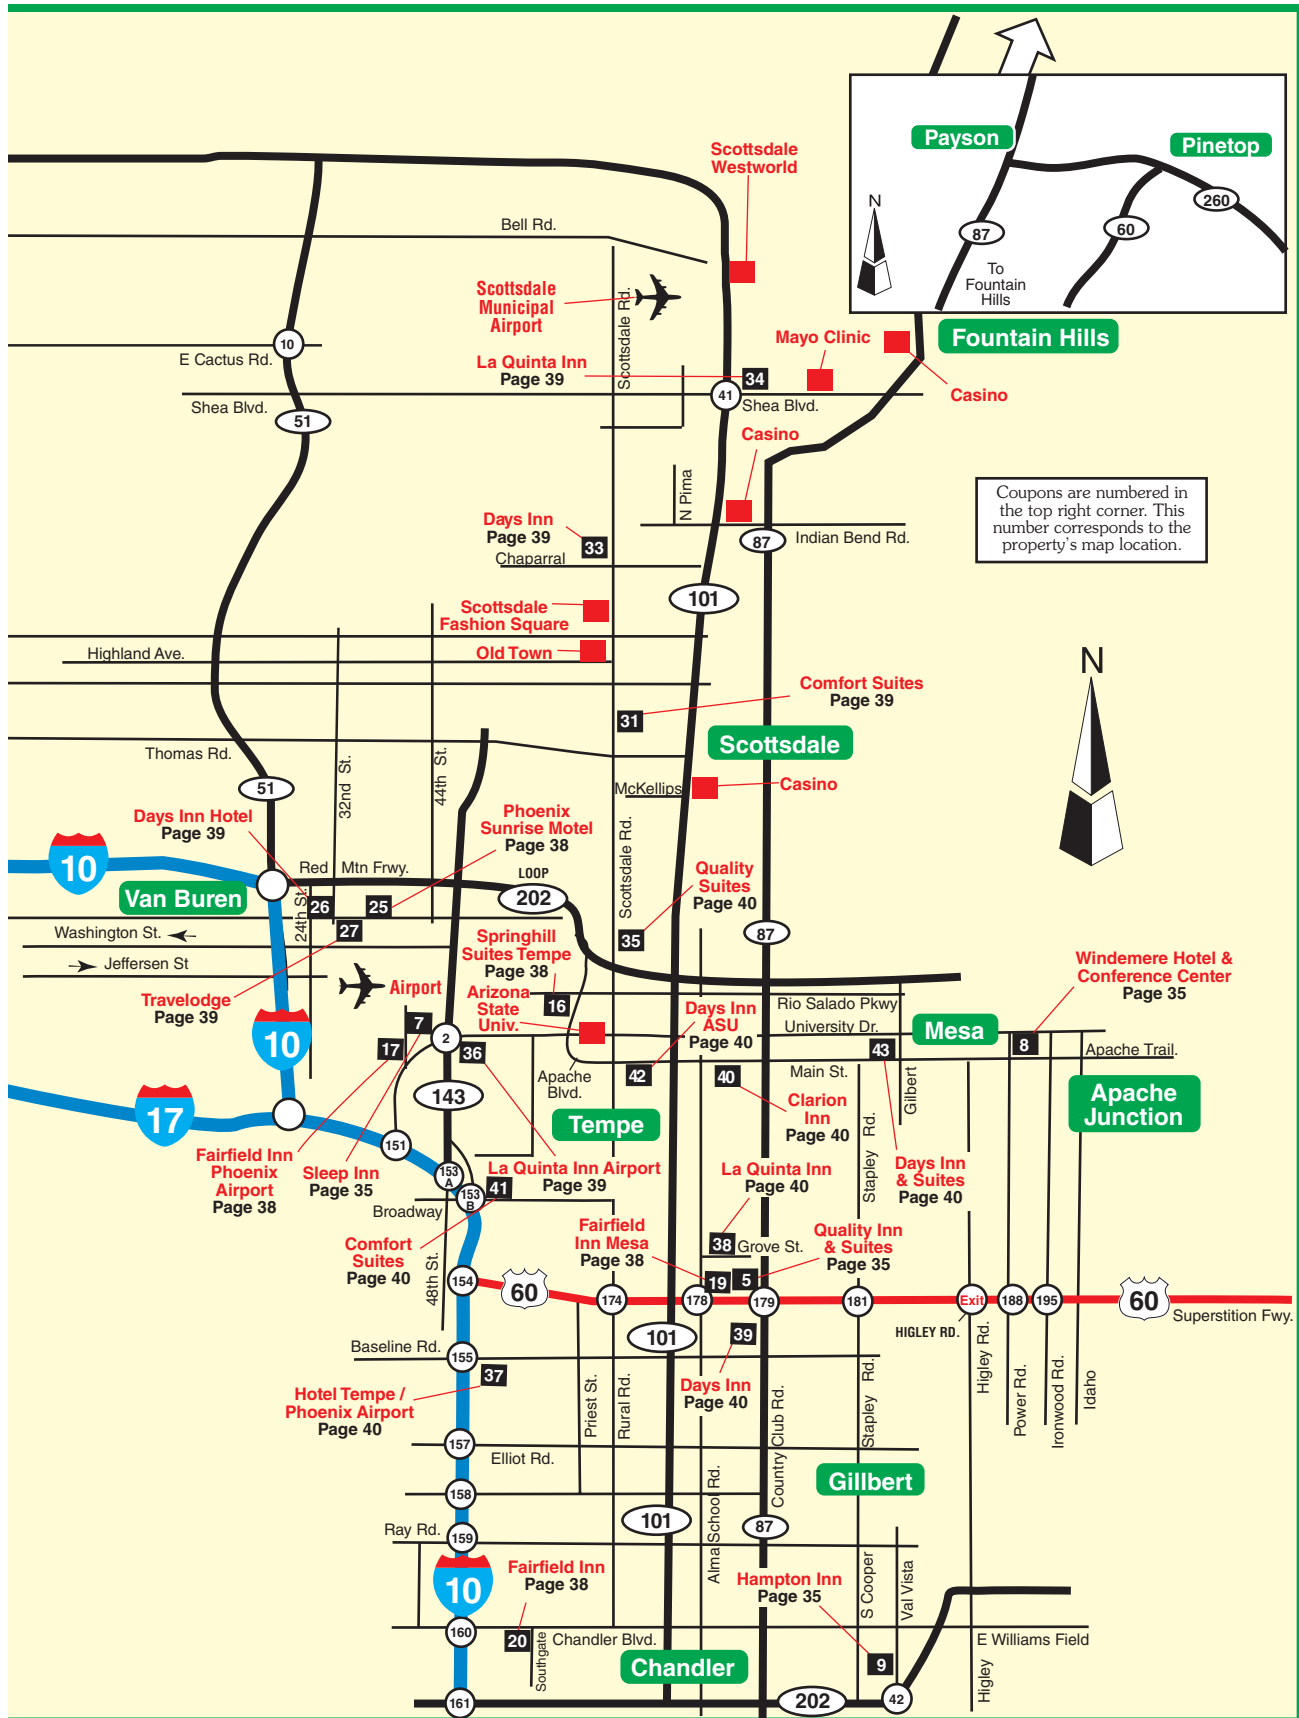 Payson
Pinetop
N
260
87
60
To
Fountain
Hills
Scottsdale
Westworld
Bell Rd.
Scottsdale
Municipal
Airport
Scottsdale Rd.
Fountain Hills
10
E Cactus Rd.
La Quinta Inn
Page 39
34
Mayo Clinic
Casino
41
Shea Blvd.
Shea Blvd.
51
Casino
N Pima
Coupons are numbered in
the top right corner. This
number corresponds to the
property's map location.
Days Inn
Page 39
33
Chaparral
87
Indian Bend Rd.
101
Scottsdale
Fashion Square
Highland Ave.
Old Town
N
Comfort Suites
Page 39
31
Scottsdale
Thomas Rd.
32nd St.
44th St.
51
McKellips
Casino
Days Inn Hotel
Page 39
Phoenix
Sunrise Motel
Page 38
Scottsdale Rd.
10
Red Mtn Frwy.
LOOP
202
Quality
Suites
Page 40
Van Buren
24th St.
26
25
27
35
87
Washington St.
Jeffersen St
Springhill
Suites Tempe
Page 38
Windemere Hotel &
Conference Center
Page 35
Travelodge
Page 39
Airport
Arizona
State
Univ.
16
Days Inn
ASU
Page 40
Rio Salado Pkwy
University Dr.
Mesa
10
7
17
2
36
43
8
Apache Trail.
Apache
Blvd.
42
40
Main St.
Gilbert
143
17
Tempe
Clarion
Inn
Page 40
Stapley Rd.
Apache
Junction
151
Fairfield Inn
Phoenix
Airport
Page 38
Sleep Inn
Page 35
153
A
153
B
41
La Quinta Inn Airport
Page 39
La Quinta Inn
Page 40
Days Inn
& Suites
Page 40
Broadway
Comfort
Suites
Page 40
48th St.
Fairfield
Inn Mesa
Page 38
38
Grove St.
Quality Inn
& Suites
Page 35
19
5
154
60
174
178
179
181
Exit
188
195
60
Superstition Fwy.
HIGLEY RD.
101
39
Baseline Rd.
155
37
Hotel Tempe /
Phoenix Airport
Page 40
Days Inn
Page 40
Priest St.
Rural Rd.
Country Club Rd.
Stapley Rd.
Higley Rd.
Power Rd.
Ironwood Rd.
Idaho
157
Elliot Rd.
Gillbert
158
Alma School Rd.
101
87
Ray Rd.
159
10
Fairfield Inn
Page 38
Hampton Inn
Page 35
S Cooper
Val Vista
160
20
Southgate
Chandler Blvd.
E Williams Field
Chandler
9
Higley
161
202
42